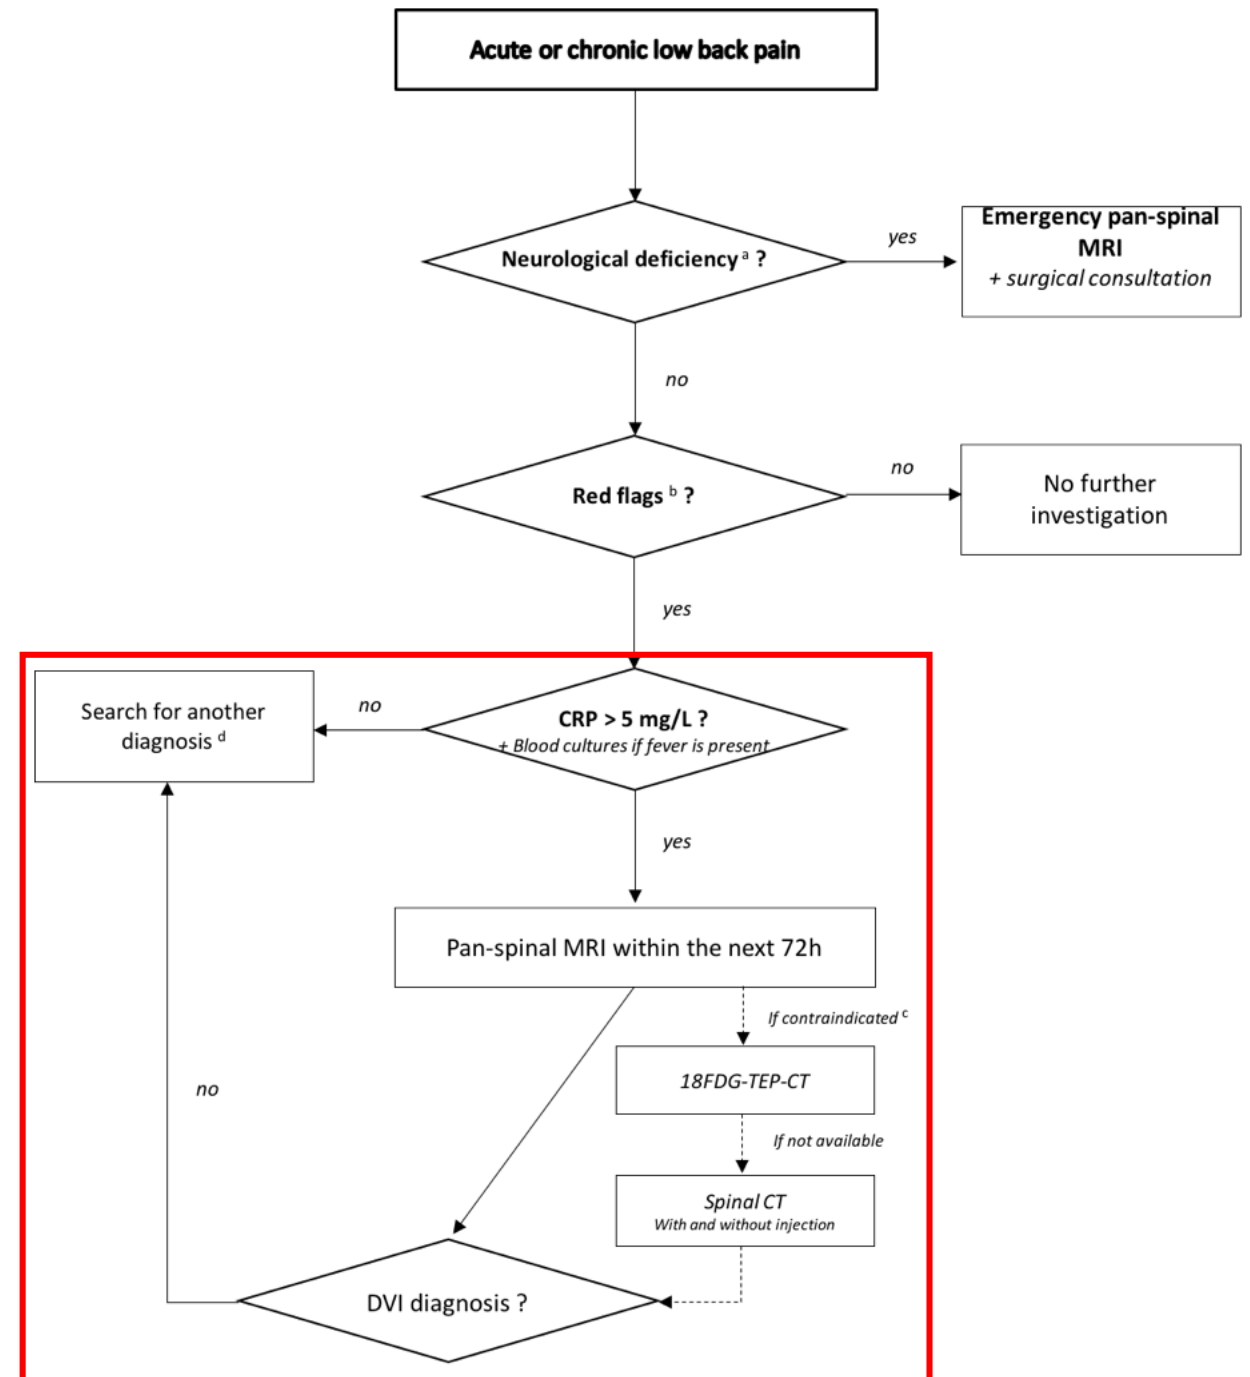 Acute or chronic low back pain
Neurological deficiency a ?
yes
Emergency pan-spinal
MRI
+ surgical consultation
no
Red flags b ?
no
No further
investigation
yes
Search for another
diagnosis d
no
CRP > 5 mg/L ?
+ Blood cultures if fever is present
yes
Pan-spinal MRI within the next 72h
If contraindicated c
18FDG-TEP-CT
no
If not available
Spinal CT
With and without injection
DVI diagnosis ?